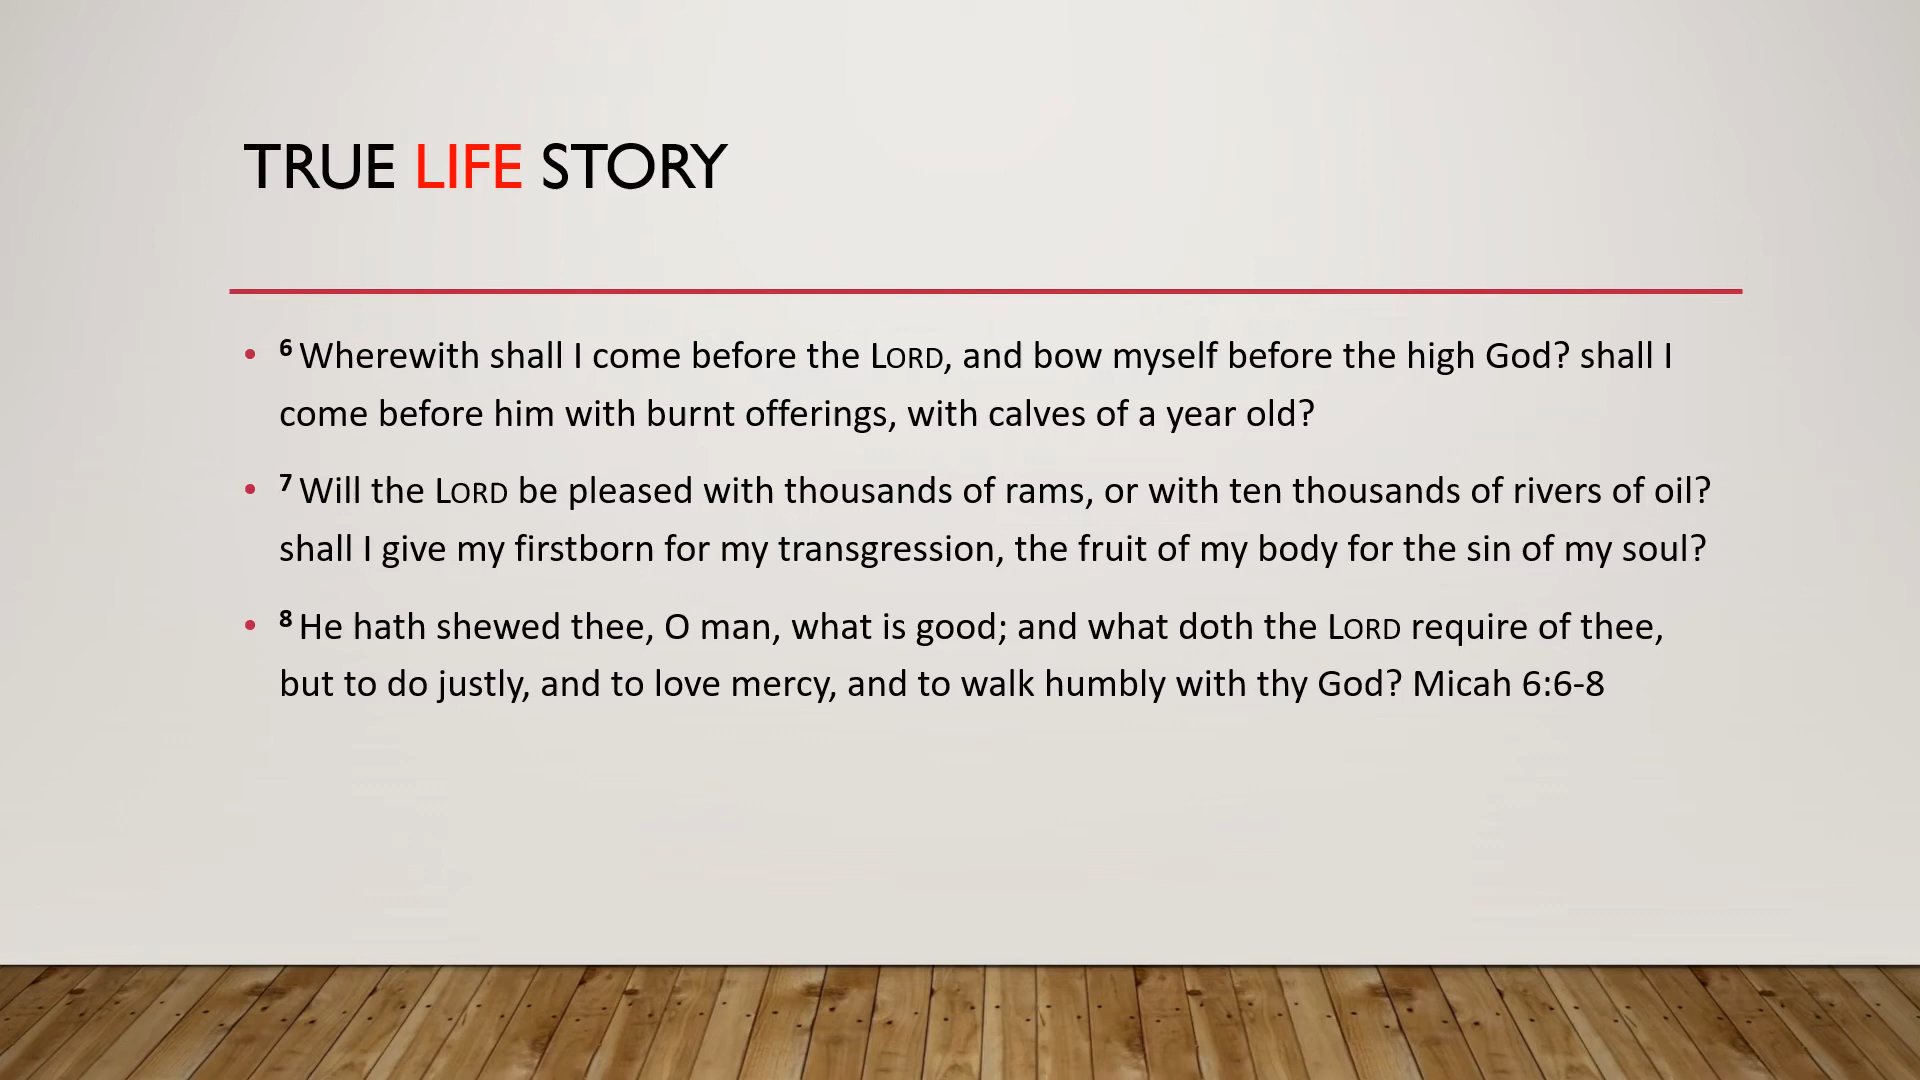 TRUE LIFE STORY
• ⁶ Wherewith shall I come before the LORD, and bow myself before the high God? shall I
come before him with burnt offerings, with calves of a year old?
• ⁷ Will the LORD be pleased with thousands of rams, or with ten thousands of rivers of oil?
shall I give my firstborn for my transgression, the fruit of my body for the sin of my soul?
• ⁸ He hath shewed thee, O man, what is good; and what doth the LORD require of thee,
but to do justly, and to love mercy, and to walk humbly with thy God? Micah 6:6-8